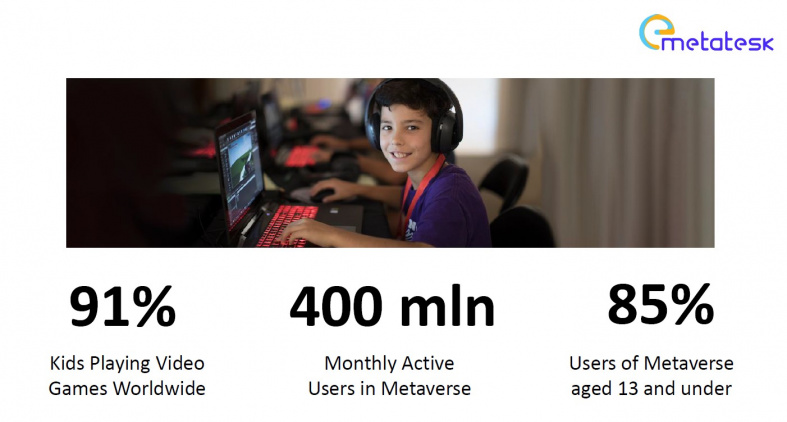 emetatesk
91%
Kids Playing Video
Games Worldwide
400 mln
Monthly Active
Users in Metaverse
85%
Users of Metaverse
aged 13 and under